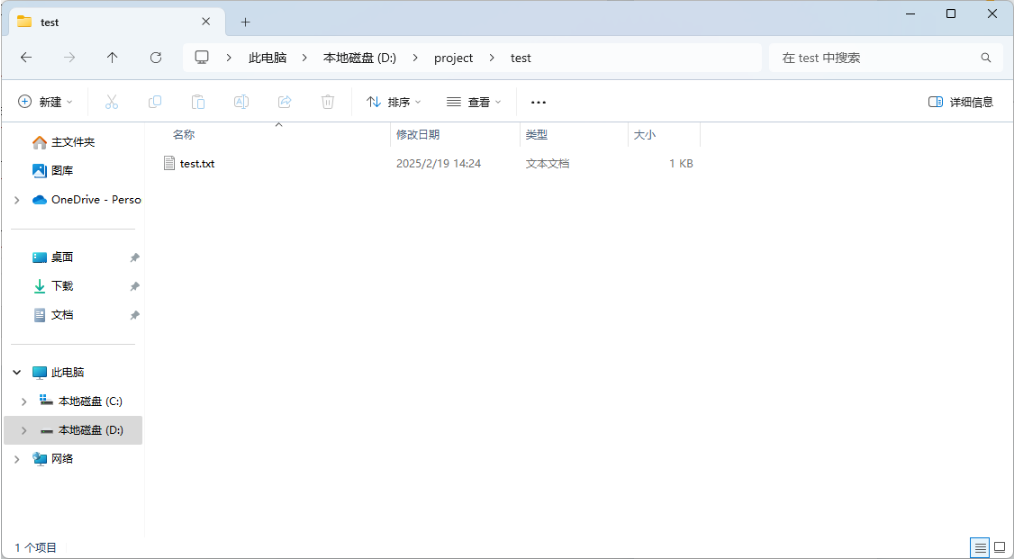 test
此电脑 本地磁盘 (D:) project test
在 test 中搜索
新建 排序 查看 详细信息
主文件夹
图库
OneDrive - Perso
桌面
下载
文档
此电脑
本地磁盘 (C:)
本地磁盘 (D:)
网络
名称 修改日期 类型 大小
test.txt 2025/2/19 14:24 文本文档 1 KB
1 个项目